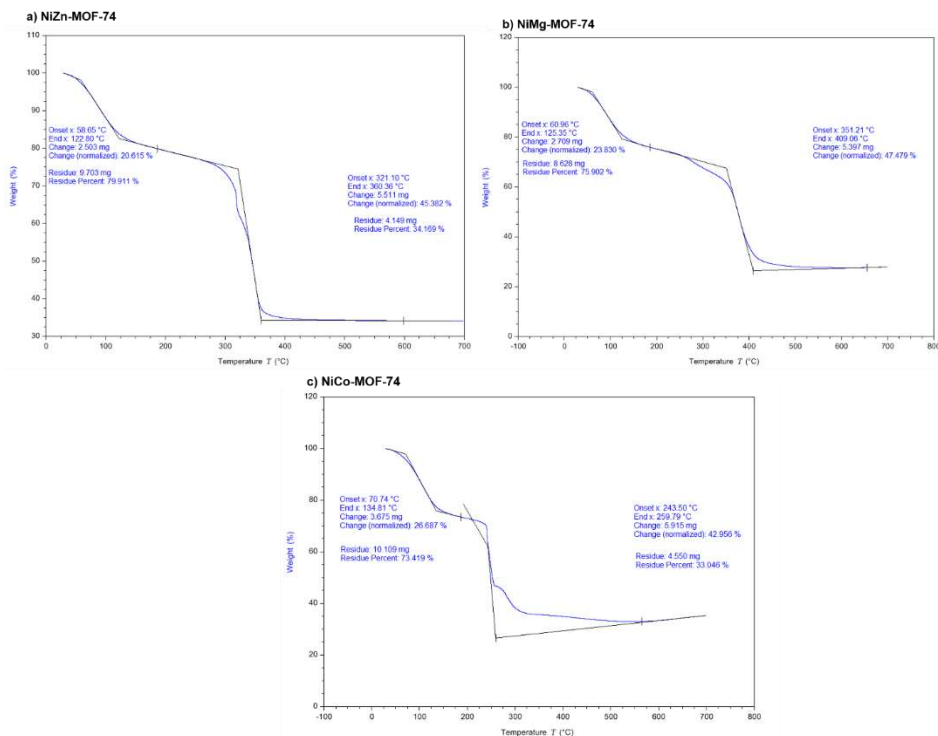 a) NiZn-MOF-74
110
100
90
80
70
60
50
40
30
Weight (%)
Onset x: 58.65 °C
End x: 122.80 °C
Change: 2.503 mg
Change (normalized): 20.615 %
Residue: 9.703 mg
Residue Percent: 79.911 %
Onset x: 321.10 °C
End x: 360.36 °C
Change: 5.511 mg
Change (normalized): 45.382 %
Residue: 4.149 mg
Residue Percent: 34.169 %
0 100 200 300 400 500 600 700
Temperature T (°C)
b) NiMg-MOF-74
120
100
80
60
40
20
0
Weight (%)
Onset x: 60.96 °C
End x: 125.35 °C
Change: 2.709 mg
Change (normalized): 23.830 %
Residue: 8.628 mg
Residue Percent: 75.902 %
Onset x: 351.21 °C
End x: 409.06 °C
Change: 5.397 mg
Change (normalized): 47.479 %
-100 0 100 200 300 400 500 600 700 800
Temperature T (°C)
c) NiCo-MOF-74
120
100
80
60
40
20
0
Weight (%)
Onset x: 70.74 °C
End x: 134.81 °C
Change: 3.675 mg
Change (normalized): 26.687 %
Residue: 10.109 mg
Residue Percent: 73.419 %
Onset x: 243.50 °C
End x: 259.79 °C
Change: 5.915 mg
Change (normalized): 42.956 %
Residue: 4.550 mg
Residue Percent: 33.046 %
-100 0 100 200 300 400 500 600 700 800
Temperature T (°C)